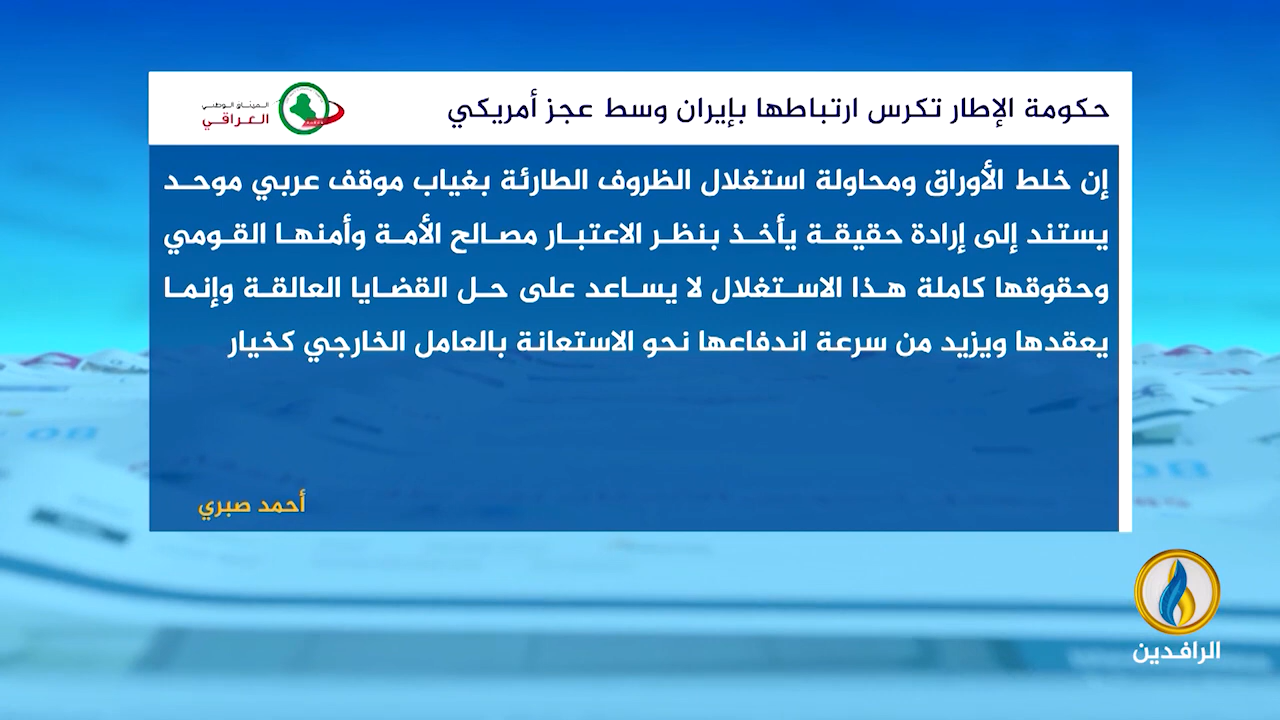 حكومة الإطار تكرس ارتباطها بإيران وسط عجز أمريكي
الميثاق الوطني
العراقي
إن خلط الأوراق ومحاولة استغلال الظروف الطارئة بغياب موقف عربي موحد
يستند إلى إرادة حقيقة يأخذ بنظر الاعتبار مصالح الأمة وأمنها القومي
وحقوقها كاملة هذا الاستغلال لا يساعد على حل القضايا العالقة وإنما
يعقدها ويزيد من سرعة اندفاعها نحو الاستعانة بالعامل الخارجي كخيار
أحمد صبري
الرافدين